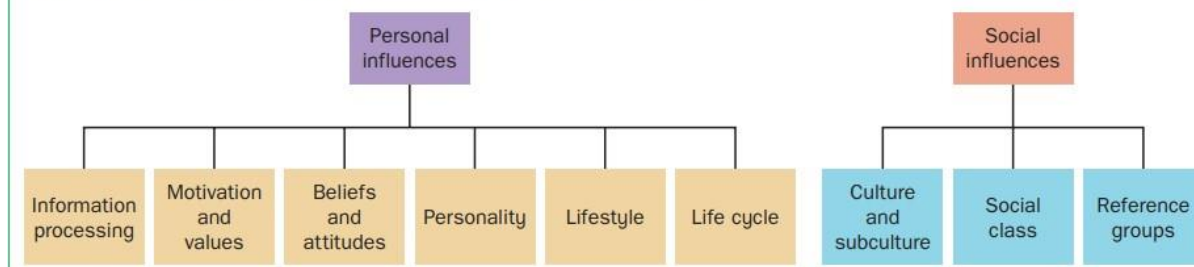 Personal
influences
Social
influences
Information
processing
Motivation
and
values
Beliefs
and
attitudes
Personality
Lifestyle
Life cycle
Culture
and
subculture
Social
class
Reference
groups